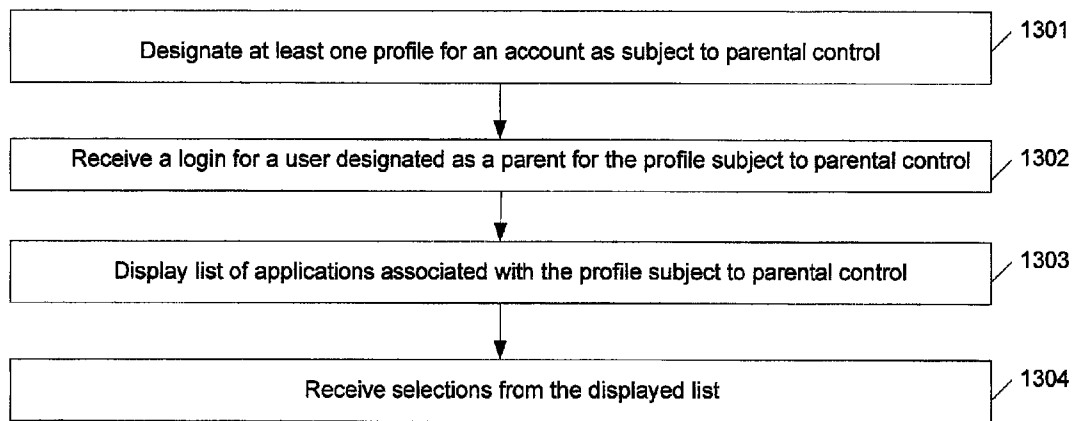 Designate at least one profile for an account as subject to parental control
1301
Receive a login for a user designated as a parent for the profile subject to parental control
1302
Display list of applications associated with the profile subject to parental control
1303
Receive selections from the displayed list
1304